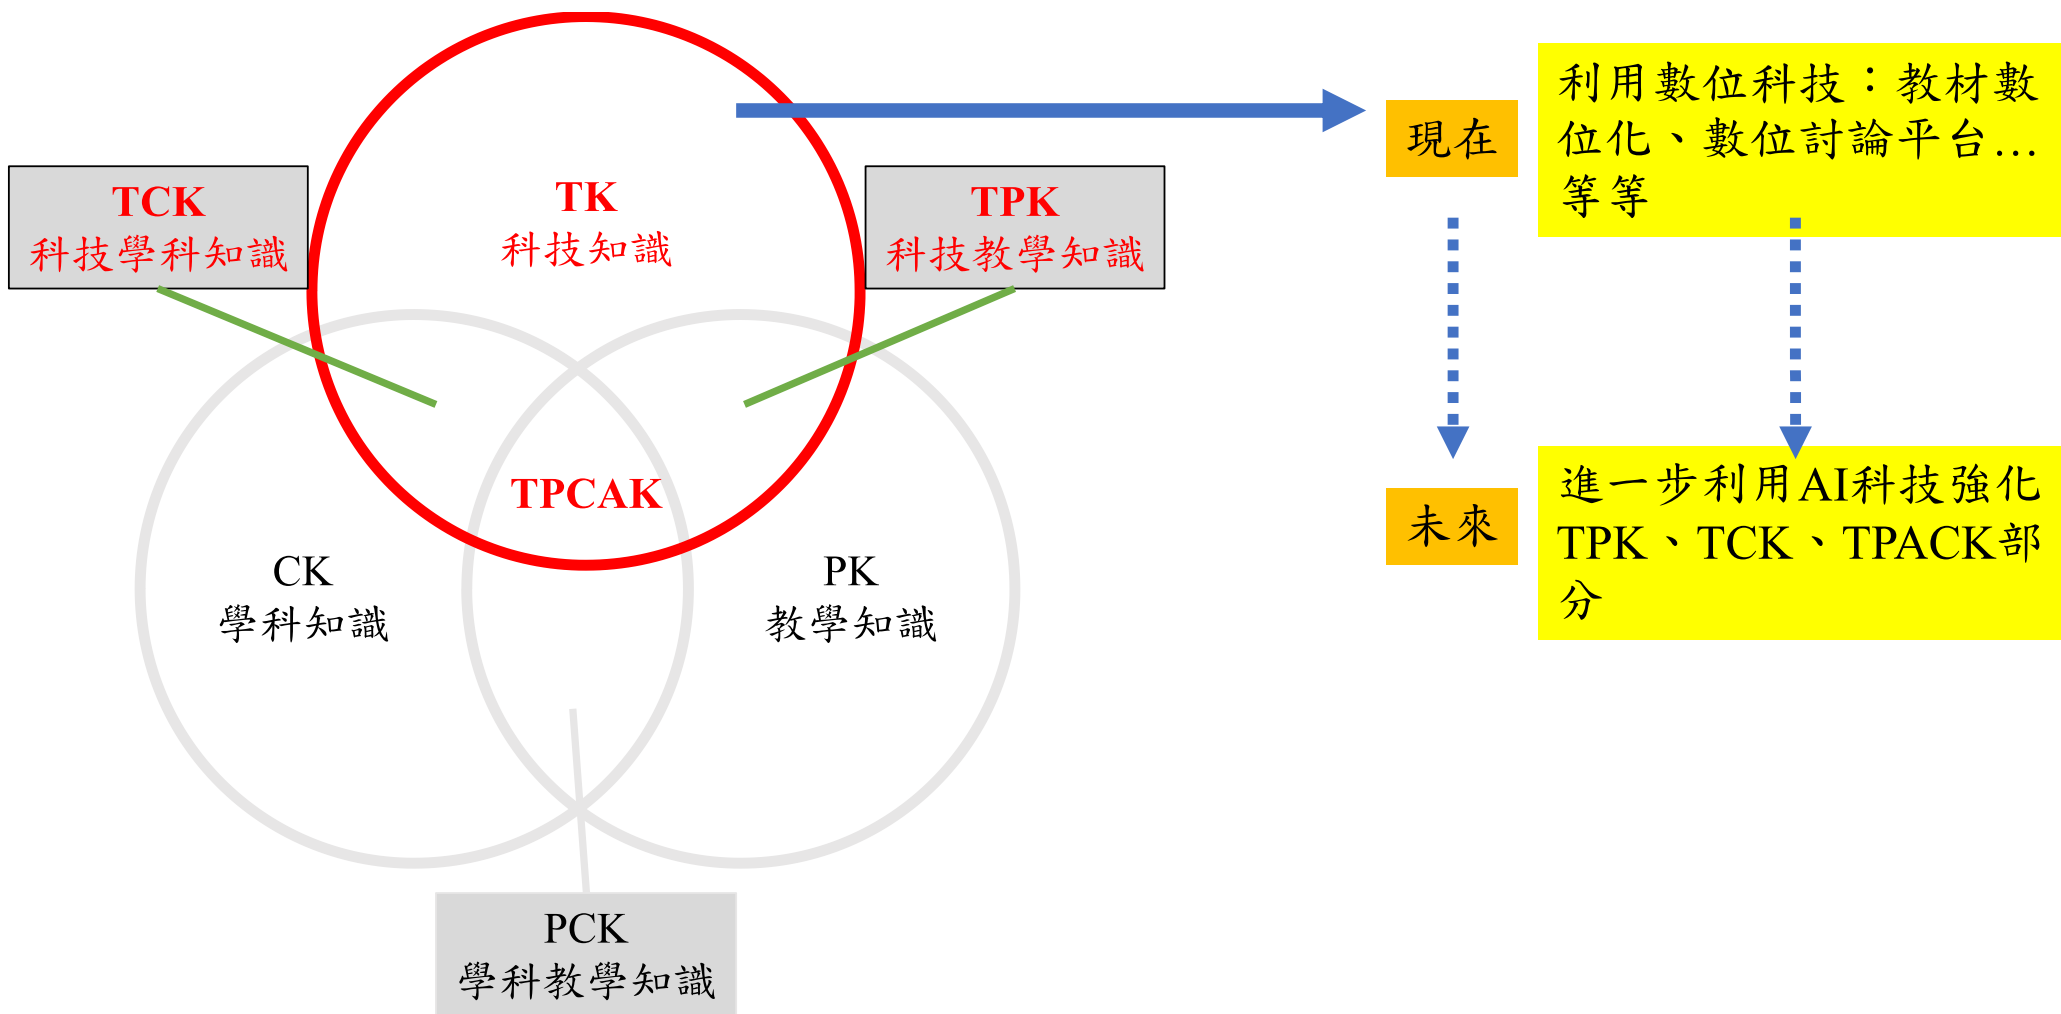 TK
科技知識
TCK
科技學科知識
TPK
科技教學知識
TPCAK
CK
學科知識
PK
教學知識
PCK
學科教學知識
現在
利用數位科技：教材數
位化、數位討論平台…
等等
未來
進一步利用AI科技強化
TPK、TCK、TPACK部
分